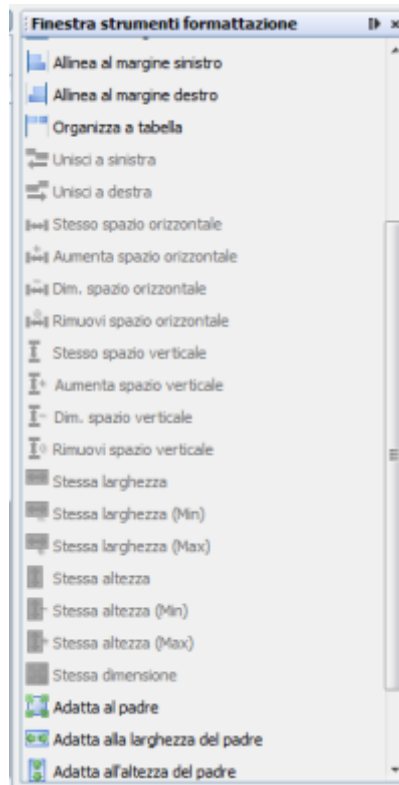 Finestra strumenti formattazione
Allinea al margine sinistro
Allinea al margine destro
Organizza a tabella
Unisci a sinistra
Unisci a destra
Stesso spazio orizzontale
Aumenta spazio orizzontale
Dim. spazio orizzontale
Rimuovi spazio orizzontale
Stesso spazio verticale
Aumenta spazio verticale
Dim. spazio verticale
Rimuovi spazio verticale
Stessa larghezza
Stessa larghezza (Min)
Stessa larghezza (Max)
Stessa altezza
Stessa altezza (Min)
Stessa altezza (Max)
Stessa dimensione
Adatta al padre
Adatta alla larghezza del padre
Adatta all'altezza del padre